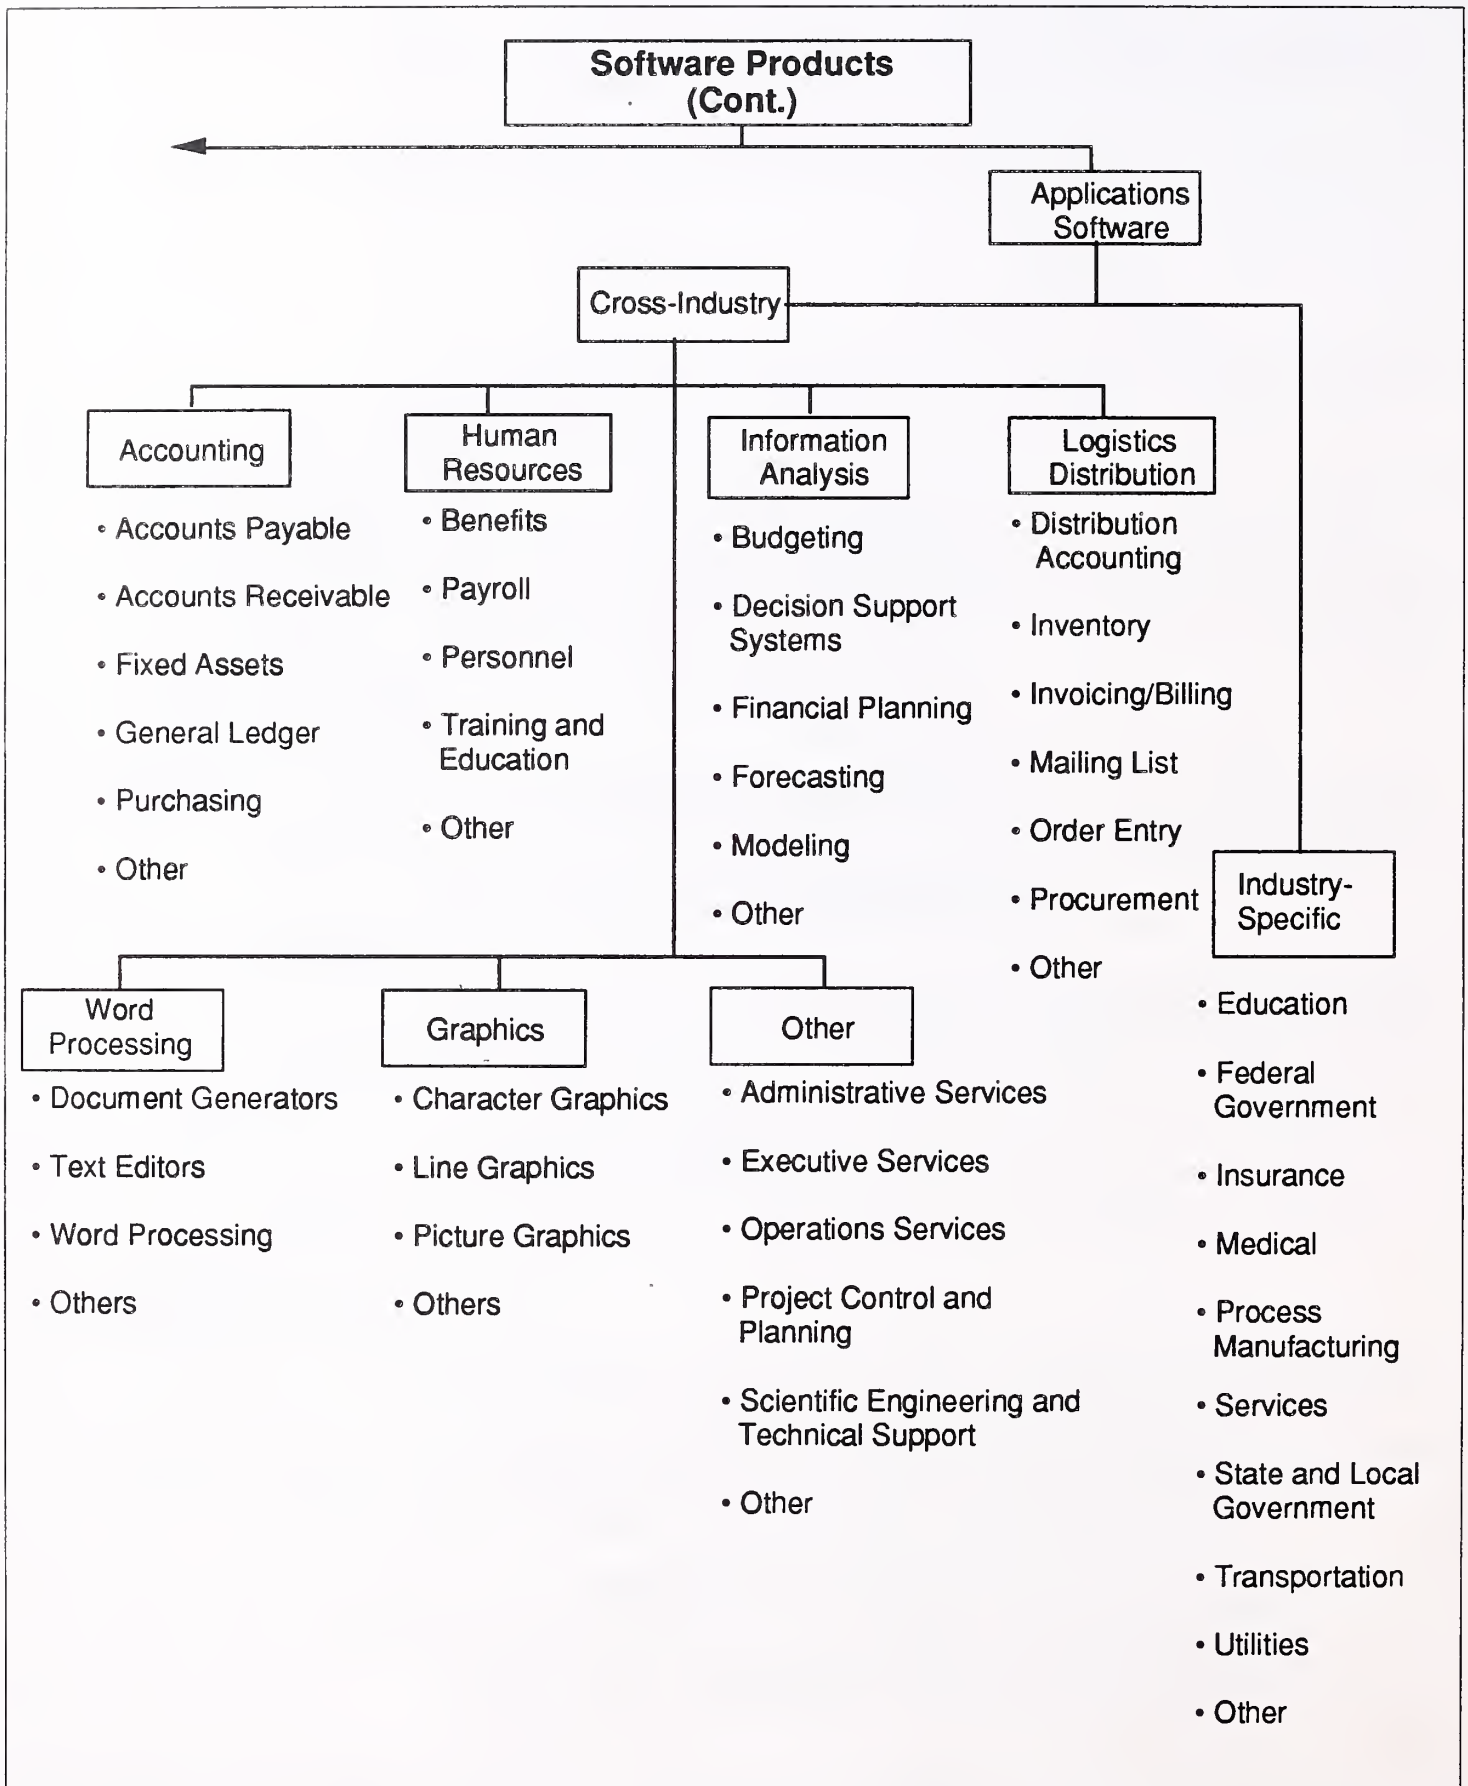 Software Products
(Cont.)
Applications
Software
Cross-Industry
Accounting
• Accounts Payable
• Accounts Receivable
• Fixed Assets
• General Ledger
• Purchasing
• Other
Human
Resources
• Benefits
• Payroll
• Personnel
• Training and
Education
• Other
Information
Analysis
• Budgeting
• Decision Support
Systems
• Financial Planning
• Forecasting
• Modeling
• Other
Logistics
Distribution
• Distribution
Accounting
• Inventory
• Invoicing/Billing
• Mailing List
• Order Entry
• Procurement
• Other
Word
Processing
• Document Generators
• Text Editors
• Word Processing
• Others
Graphics
• Character Graphics
• Line Graphics
• Picture Graphics
• Others
Other
• Administrative Services
• Executive Services
• Operations Services
• Project Control and
Planning
• Scientific Engineering and
Technical Support
• Other
Industry-
Specific
• Education
• Federal
Government
• Insurance
• Medical
• Process
Manufacturing
• Services
• State and Local
Government
• Transportation
• Utilities
• Other